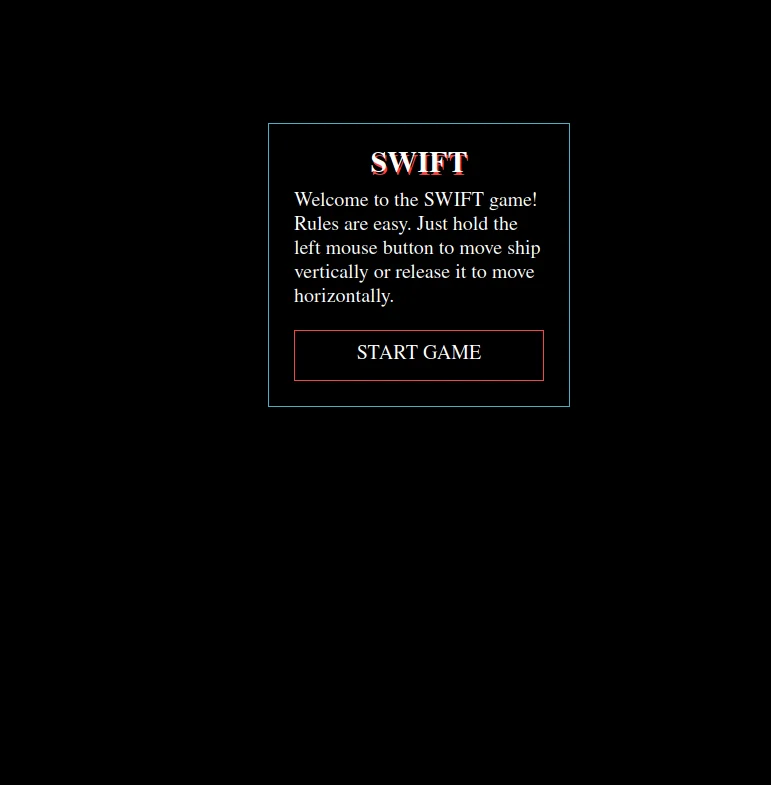 SWIFT
Welcome to the SWIFT game!
Rules are easy. Just hold the
left mouse button to move ship
vertically or release it to move
horizontally.
START GAME